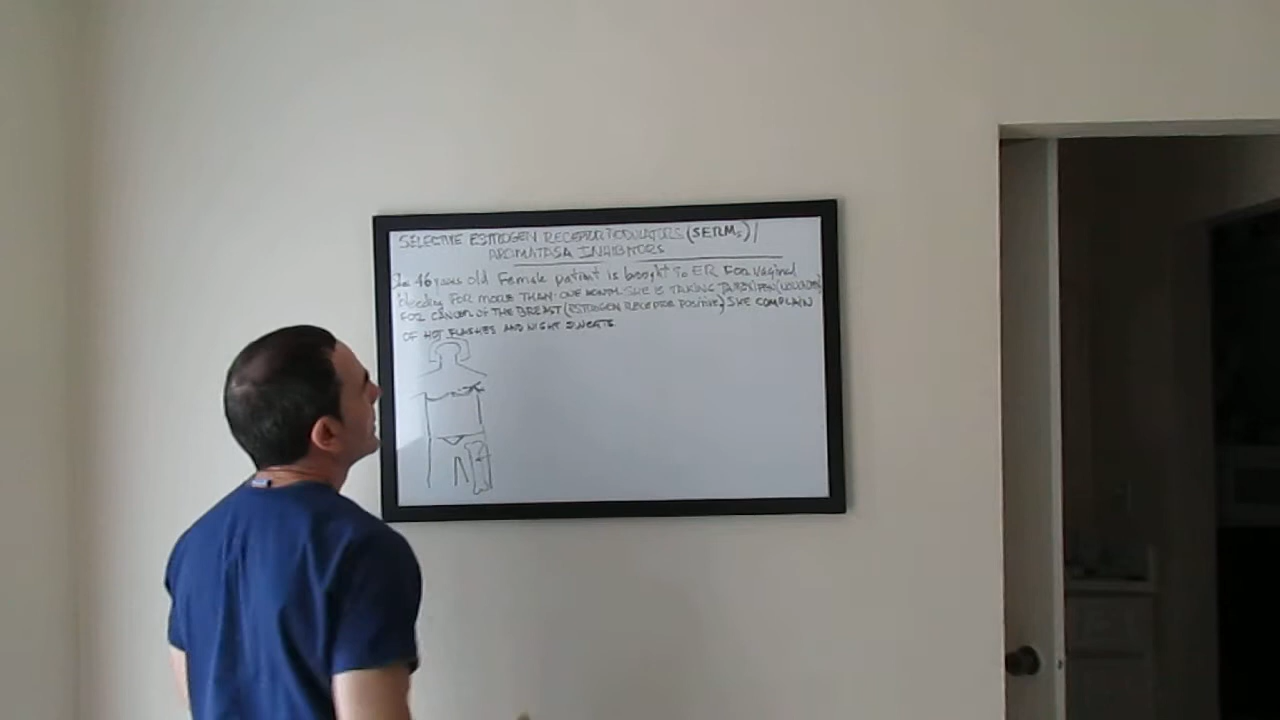 SELECTIVE ESTROGEN RECEPTOR MODULATORS (SERMs) /
AROMATASA INHIBITORS
46 years old Female patient is brought to ER FOR vaginal
bleeding FOR MORE THAN ONE MONTH. SHE IS TAKING TAMOXIFEN
FOR CANCER OF THE BREAST (ESTROGEN RECEPTOR POSITIVE) SHE COMPLAIN
OF HOT FLASHES AND NIGHT SWEATS